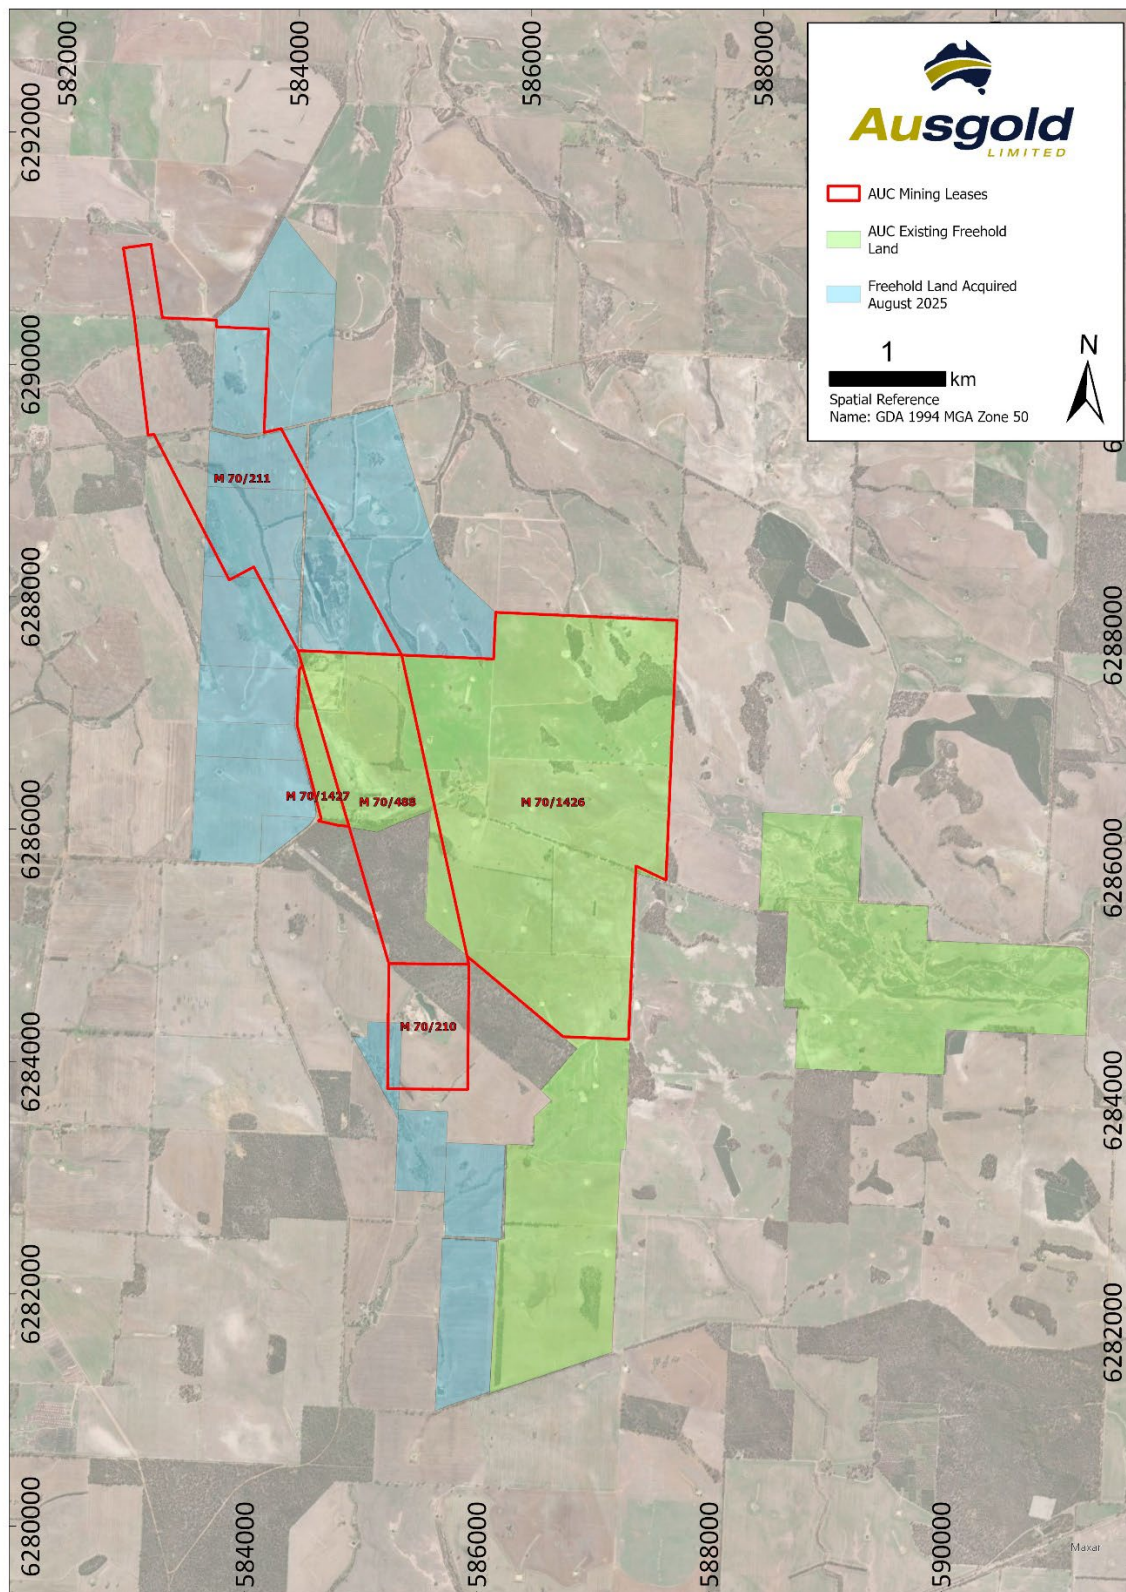 582000
584000
586000
588000
6292000
6290000
6288000
6286000
6284000
6282000
6280000
Ausgold
LIMITED
AUC Mining Leases
AUC Existing Freehold
Land
Freehold Land Acquired
August 2025
1
km
N
Spatial Reference
Name: GDA 1994 MGA Zone 50
M 70/211
M 70/1427
M 70/488
M 70/1426
M 70/210
6288000
6286000
6284000
6282000
584000
586000
588000
590000
Maxar